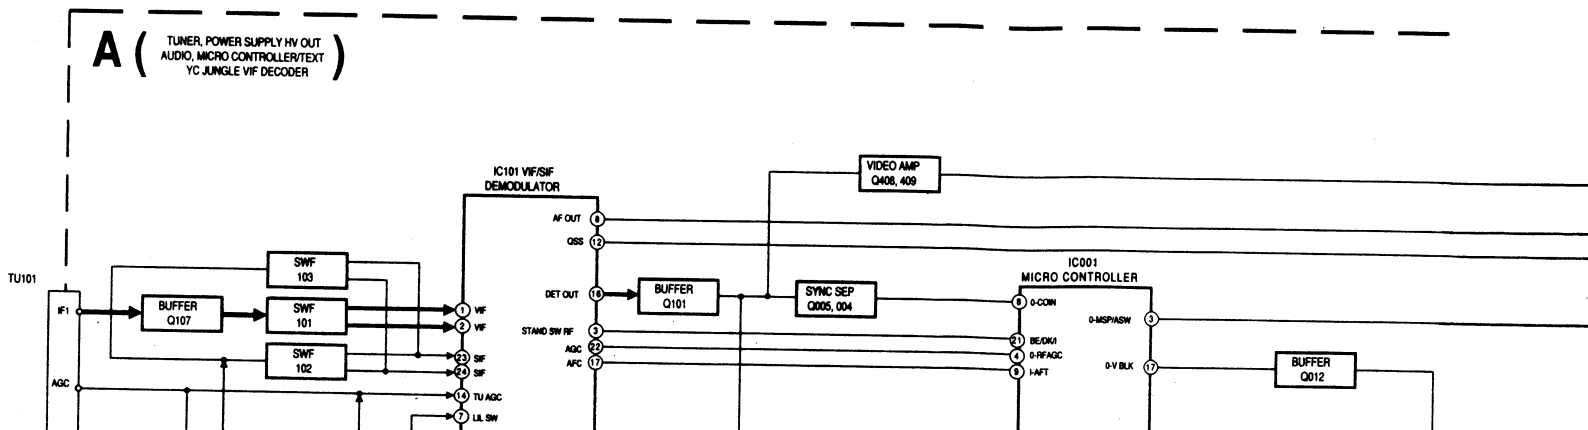 A (
TUNER, POWER SUPPLY HV OUT
AUDIO, MICRO CONTROLLER/TEXT
YC JUNGLE VIF DECODER
)
VIDEO AMP
Q408, 409
IC101 VIF/SIF
DEMODULATOR
AF OUT 8
QSS 12
IC001
MICRO CONTROLLER
TU101
SWF
103
IF1
BUFFER
Q107
SWF
101
1 VIF
2 VIF
DET OUT 16
BUFFER
Q101
SYNC SEP
Q005, 004
8 0-COIN
0-MSP/ASW 3
STAND SW RF 3
21 BE/DK/I
SWF
102
23 SIF
24 SIF
AGC 22
4 0-RFAGC
AFC 17
9 I-AFT
0-V BLK 17
BUFFER
Q012
AGC
14 TU AGC
7 L/L SW